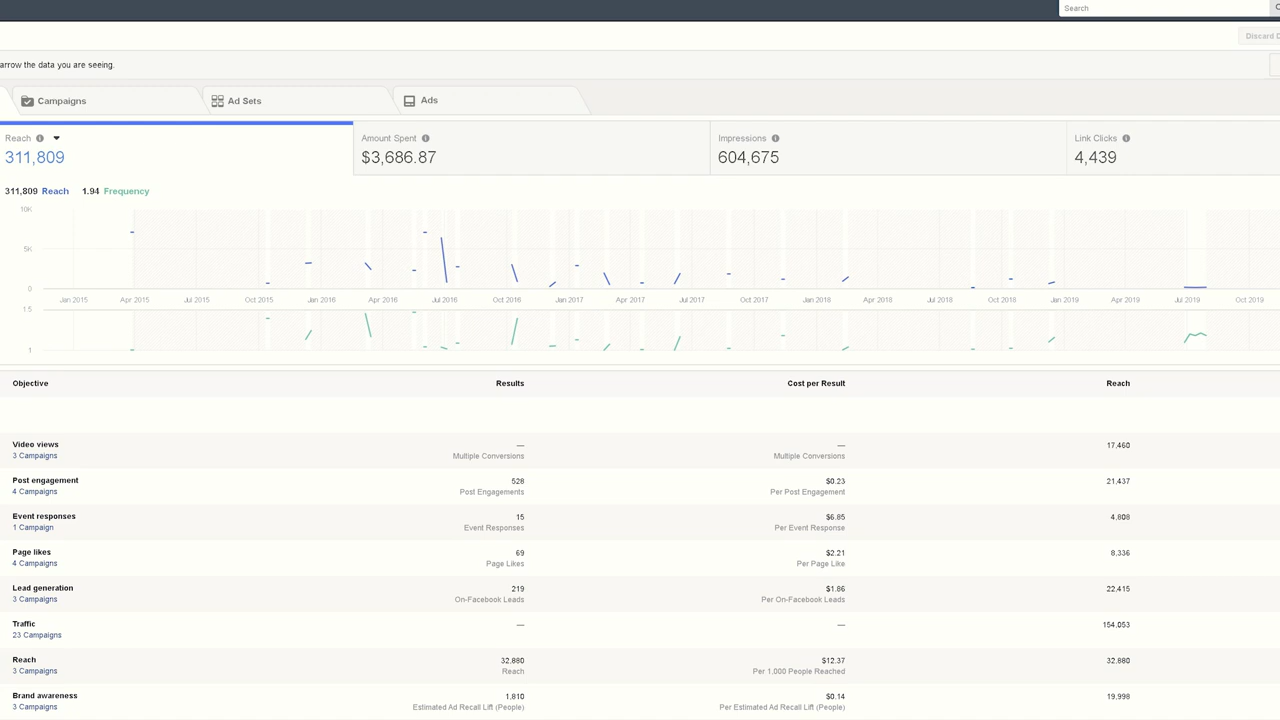 Search
Discard D
arrow the data you are seeing.
Campaigns
Ad Sets
Ads
Reach
311,809
Amount Spent
$3,686.87
Impressions
604,675
Link Clicks
4,439
311,809 Reach 1.94 Frequency
10K
5K
0
Jan 2015 Apr 2015 Jul 2015 Oct 2015 Jan 2016 Apr 2016 Jul 2016 Oct 2016 Jan 2017 Apr 2017 Jul 2017 Oct 2017 Jan 2018 Apr 2018 Jul 2018 Oct 2018 Jan 2019 Apr 2019 Jul 2019 Oct 2019
1.5
1
Objective Results Cost per Result Reach
Video views — — 17,460
3 Campaigns Multiple Conversions Multiple Conversions
Post engagement 528 $0.23 21,437
4 Campaigns Post Engagements Per Post Engagement
Event responses 15 $6.85 4,808
1 Campaign Event Responses Per Event Response
Page likes 69 $2.21 8,336
4 Campaigns Page Likes Per Page Like
Lead generation 219 $1.86 22,415
3 Campaigns On-Facebook Leads Per On-Facebook Leads
Traffic — — 154,053
23 Campaigns
Reach 32,880 $12.37 32,880
3 Campaigns Reach Per 1,000 People Reached
Brand awareness 1,810 $0.14 19,998
3 Campaigns Estimated Ad Recall Lift (People) Per Estimated Ad Recall Lift (People)